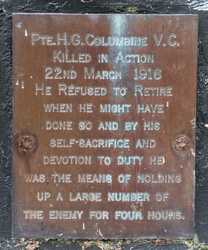 PTE. H.G. COLUMBINE V.C.
KILLED IN ACTION
22ND MARCH 1918
HE REFUSED TO RETIRE
WHEN HE MIGHT HAVE
DONE SO AND BY HIS
SELF-SACRIFICE AND
DEVOTION TO DUTY HE
WAS THE MEANS OF HOLDING
UP A LARGE NUMBER OF
THE ENEMY FOR FOUR HOURS.